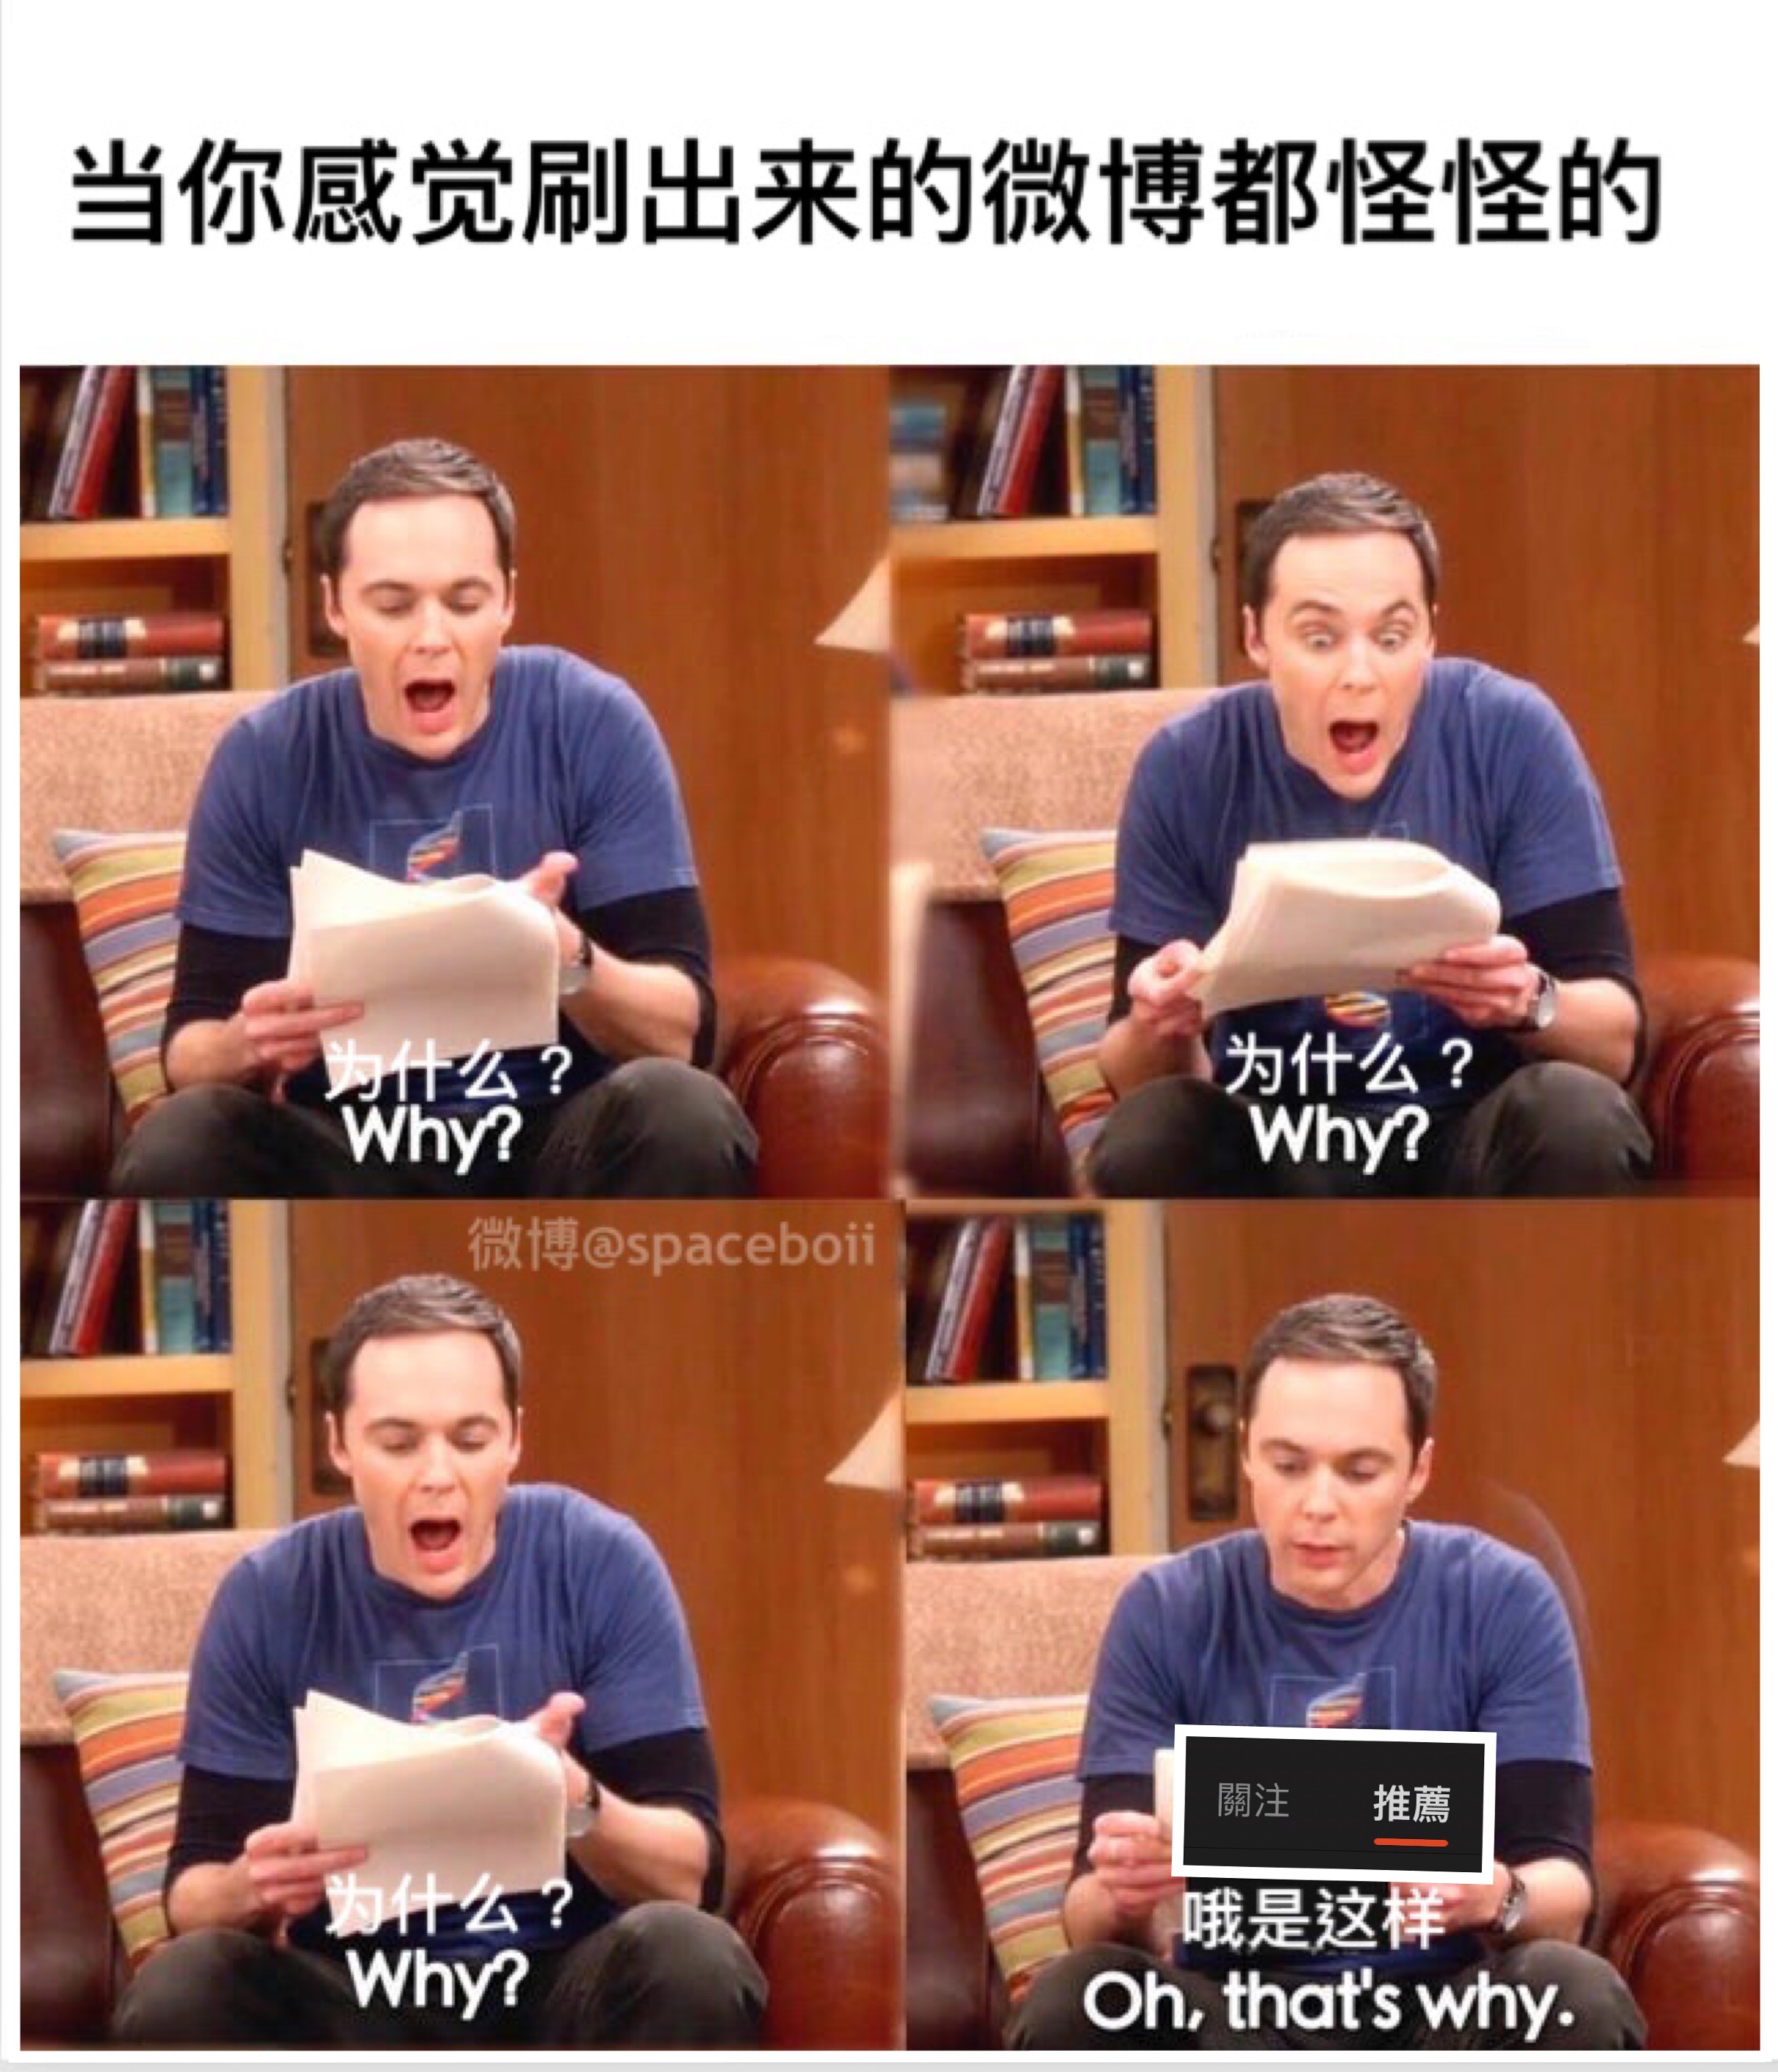 当你感觉刷出来的微博都怪怪的
为什么？
Why?
为什么？
Why?
微博@spaceboii
为什么？
Why?
關注 推薦
哦是这样
Oh, that's why.